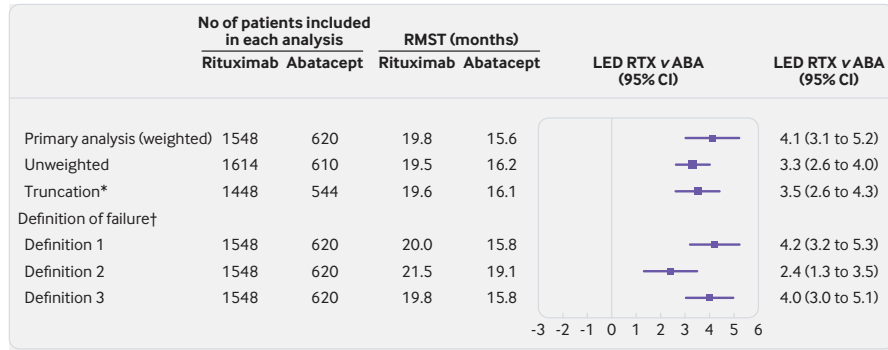 No of patients included in each analysis RMST (months)
Rituximab Abatacept Rituximab Abatacept LED RTX v ABA (95% CI) LED RTX v ABA (95% CI)
Primary analysis (weighted) 1548 620 19.8 15.6 4.1 (3.1 to 5.2)
Unweighted 1614 610 19.5 16.2 3.3 (2.6 to 4.0)
Truncation* 1448 544 19.6 16.1 3.5 (2.6 to 4.3)
Definition of failure†
Definition 1 1548 620 20.0 15.8 4.2 (3.2 to 5.3)
Definition 2 1548 620 21.5 19.1 2.4 (1.3 to 3.5)
Definition 3 1548 620 19.8 15.8 4.0 (3.0 to 5.1)
-3 -2 -1 0 1 2 3 4 5 6